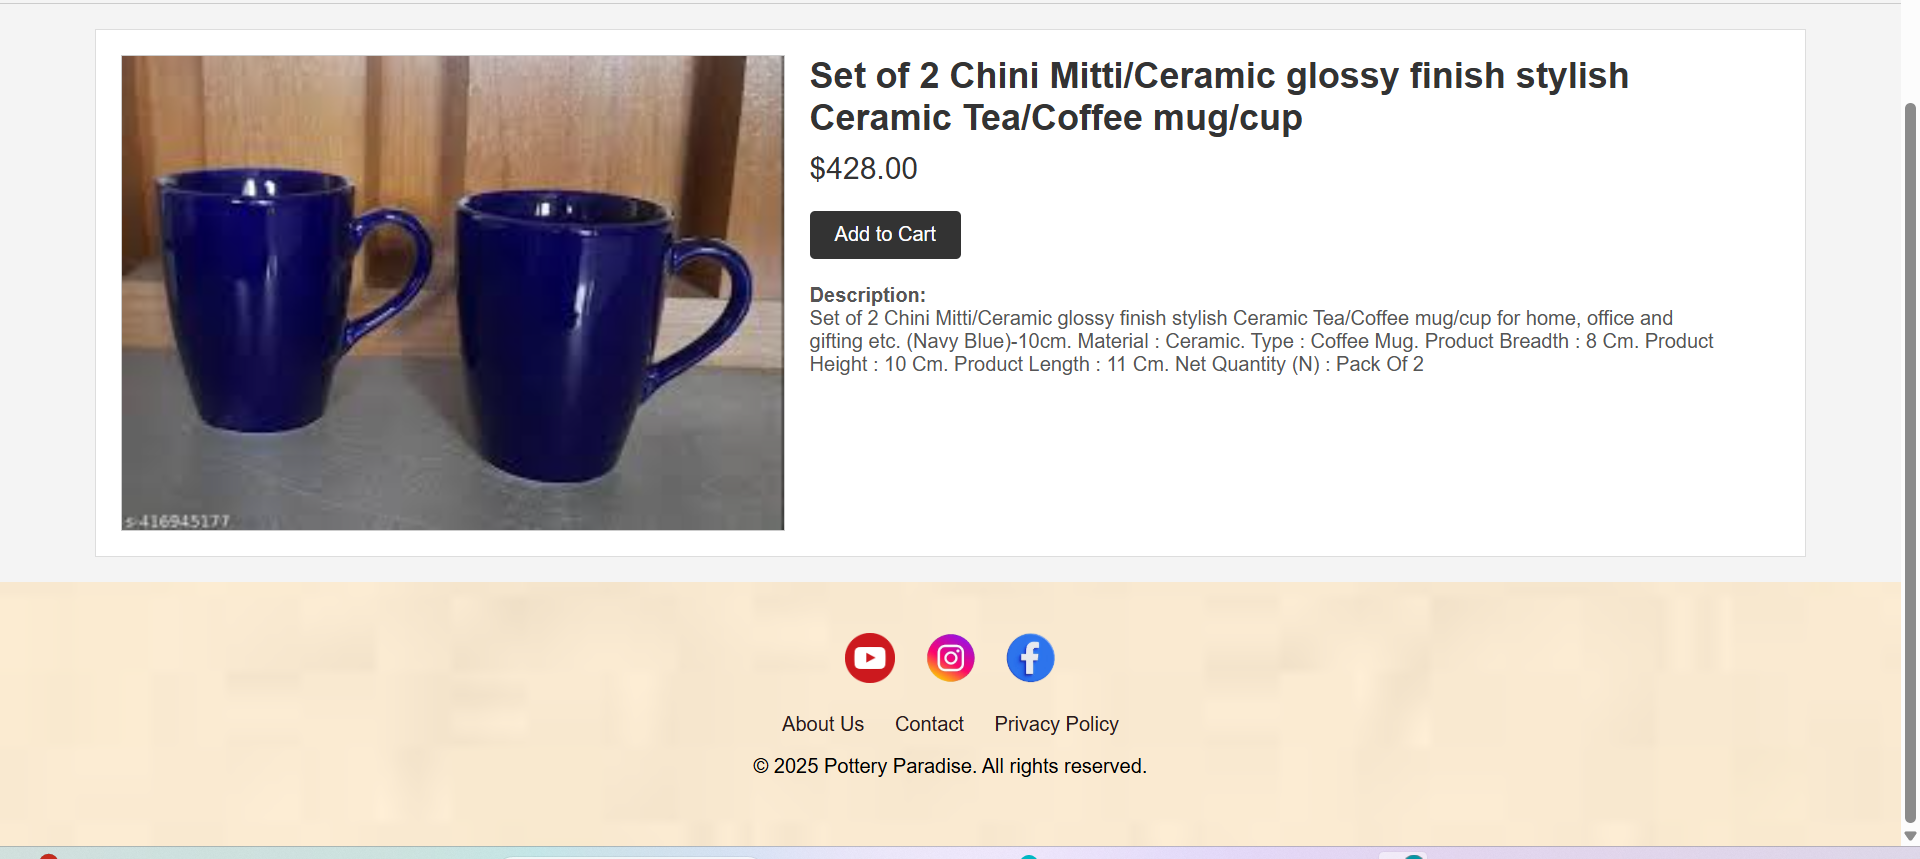 Set of 2 Chini Mitti/Ceramic glossy finish stylish
Ceramic Tea/Coffee mug/cup
$428.00
Add to Cart
Description:
Set of 2 Chini Mitti/Ceramic glossy finish stylish Ceramic Tea/Coffee mug/cup for home, office and
gifting etc. (Navy Blue)-10cm. Material : Ceramic. Type : Coffee Mug. Product Breadth : 8 Cm. Product
Height : 10 Cm. Product Length : 11 Cm. Net Quantity (N) : Pack Of 2
s-416945177
About Us Contact Privacy Policy
© 2025 Pottery Paradise. All rights reserved.